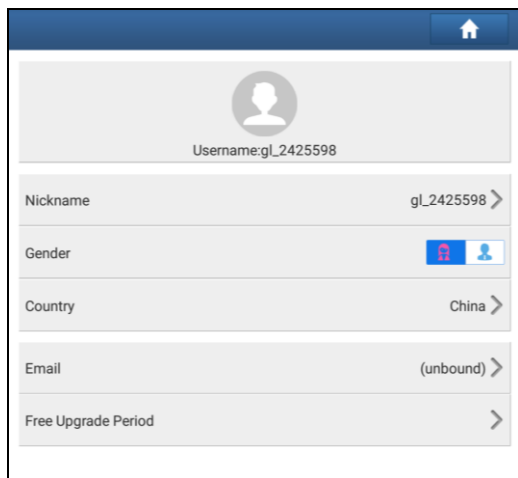 Username:gl_2425598
Nickname gl_2425598
Gender
Country China
Email (unbound)
Free Upgrade Period